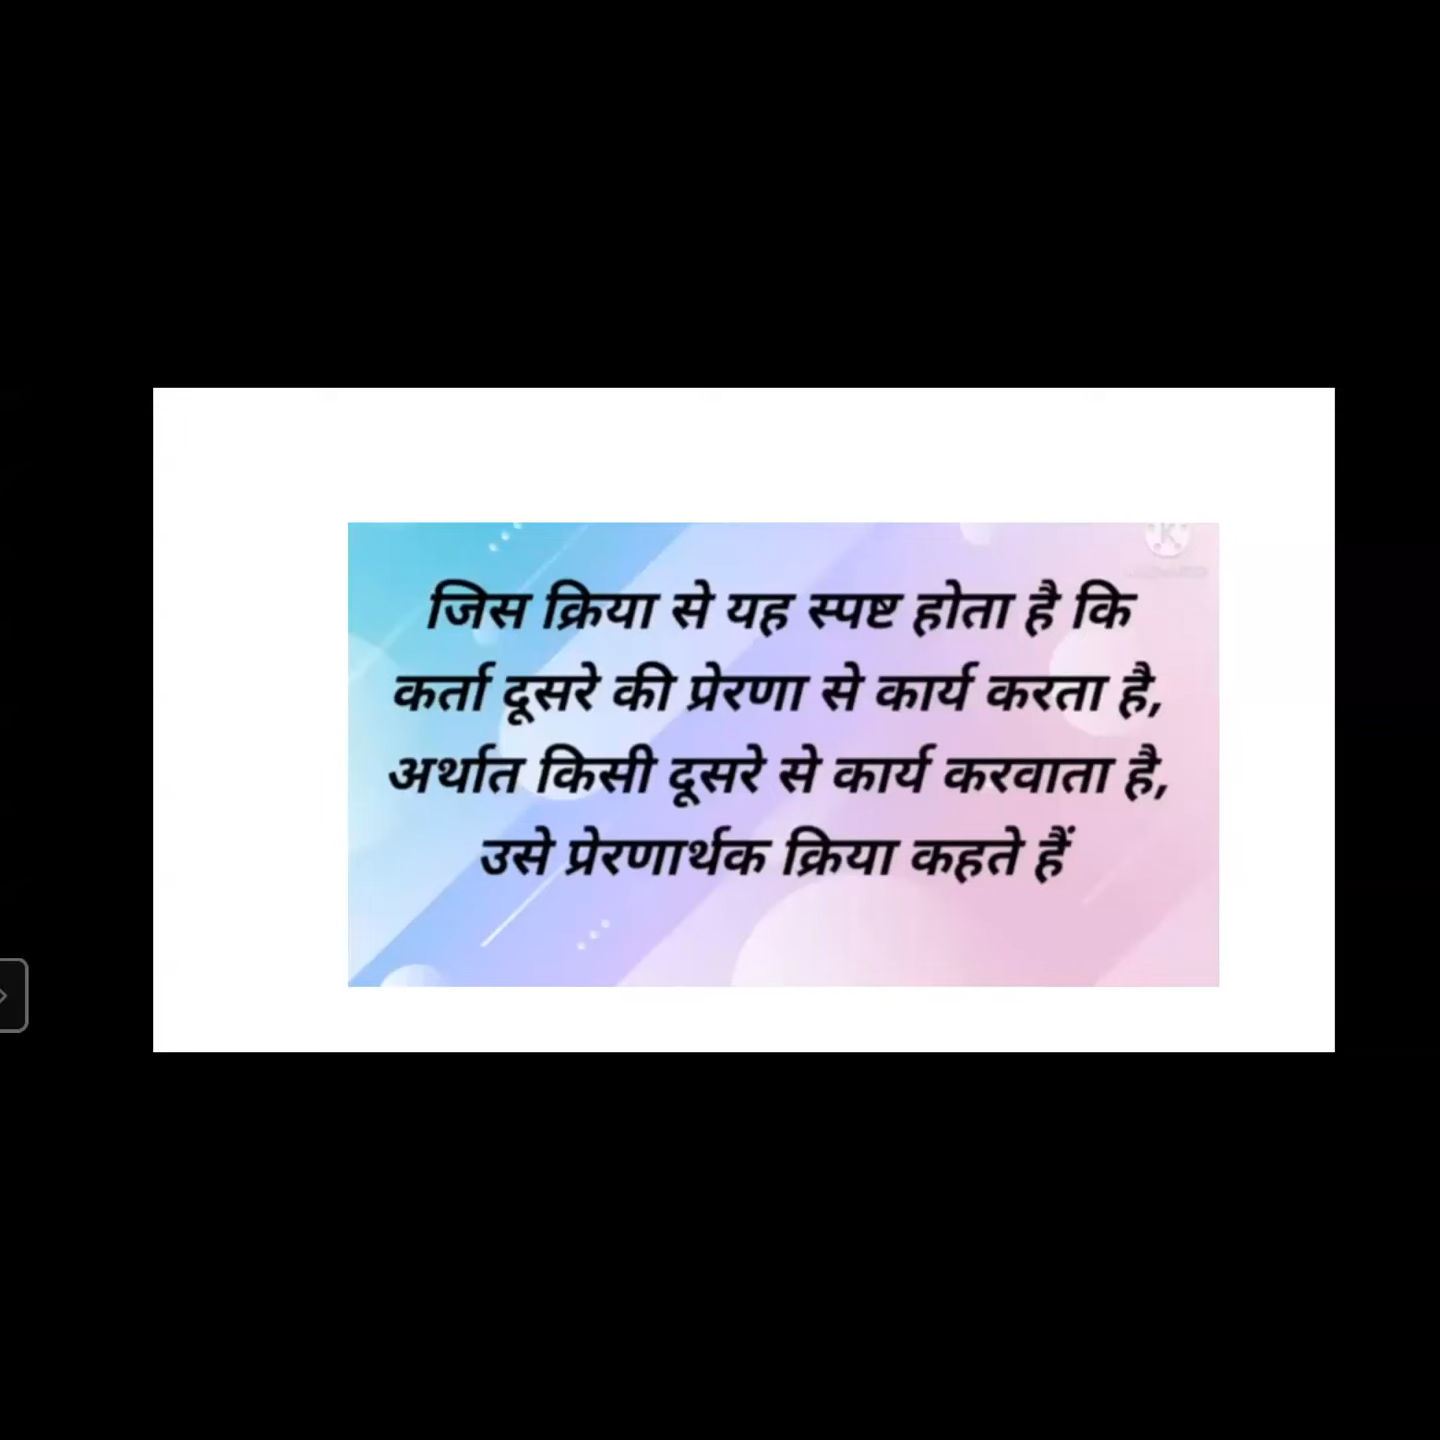 जिस क्रिया से यह स्पष्ट होता है कि
कर्ता दूसरे की प्रेरणा से कार्य करता है,
अर्थात किसी दूसरे से कार्य करवाता है,
उसे प्रेरणार्थक क्रिया कहते हैं